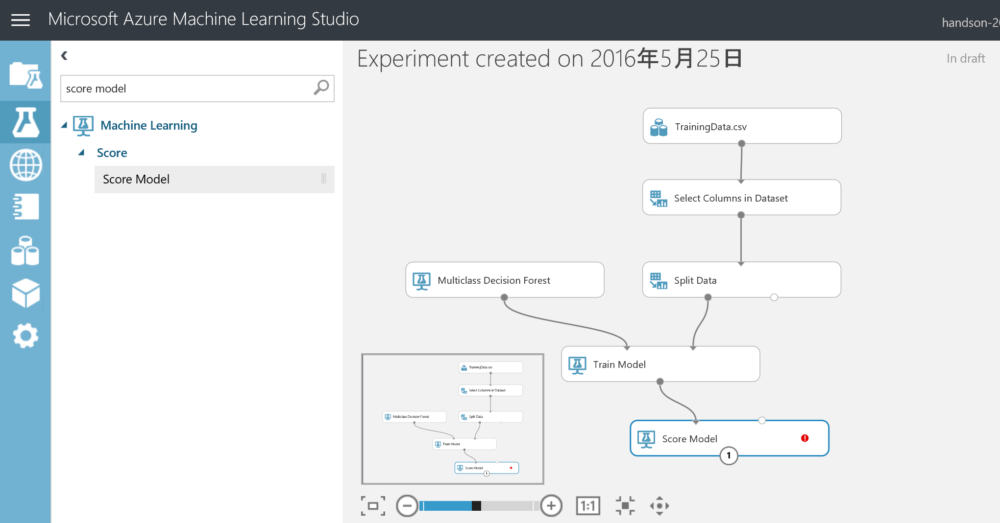 Microsoft Azure Machine Learning Studio
handson-20
Experiment created on 2016年5月25日
In draft
score model
Machine Learning
Score
Score Model
TrainingData.csv
Select Columns in Dataset
Multiclass Decision Forest
Split Data
Train Model
Score Model
1
TrainingData.csv
Select Columns in Dataset
Multiclass Decision Forest
Split Data
Train Model
Score Model
1
1:1